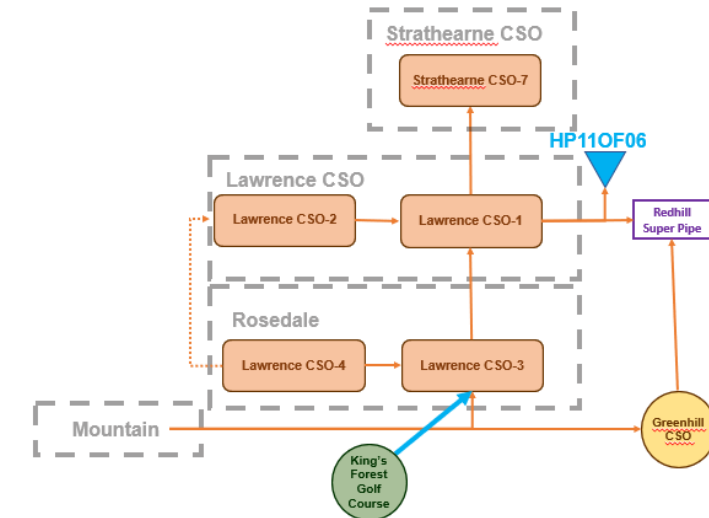 Strathearne CSO
Strathearne CSO-7
HP11OF06
Lawrence CSO
Lawrence CSO-2
Lawrence CSO-1
Redhill
Super Pipe
Rosedale
Lawrence CSO-4
Lawrence CSO-3
Mountain
Greenhill
CSO
King's
Forest
Golf
Course